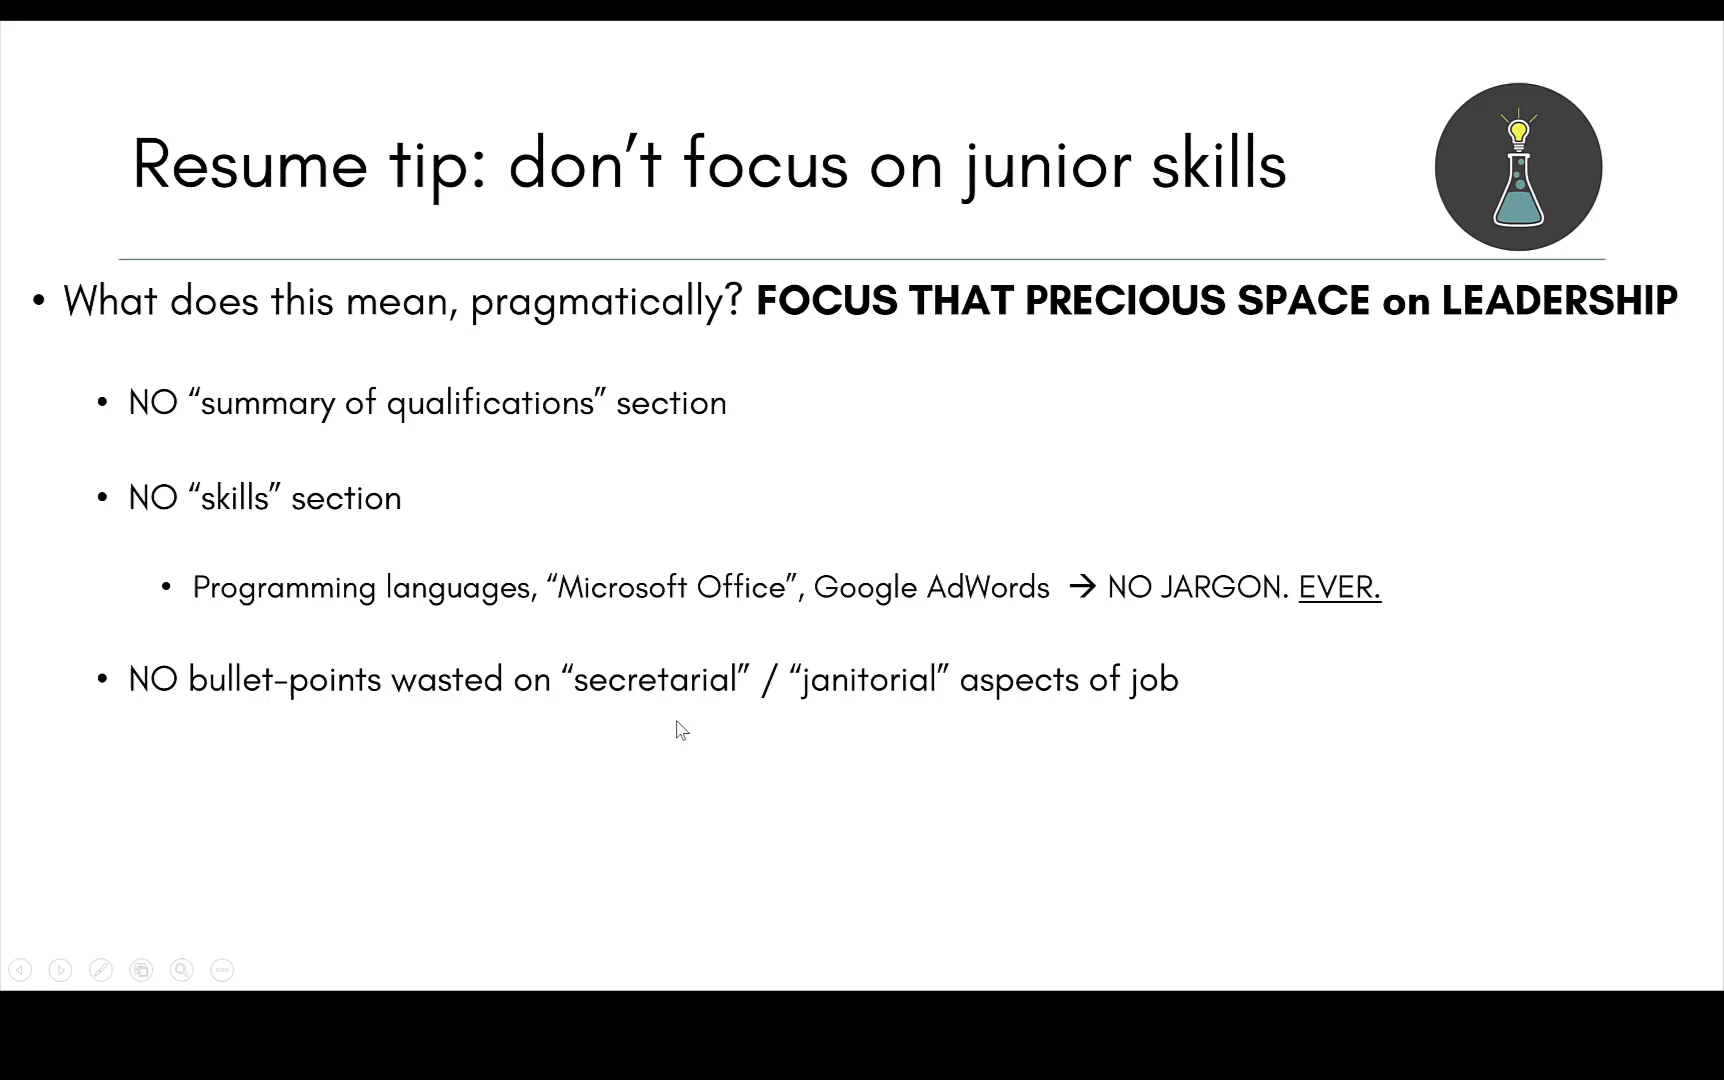 Resume tip: don’t focus on junior skills
• What does this mean, pragmatically? FOCUS THAT PRECIOUS SPACE on LEADERSHIP
• NO “summary of qualifications” section
• NO “skills” section
• Programming languages, “Microsoft Office”, Google AdWords → NO JARGON. EVER.
• NO bullet-points wasted on “secretarial” / “janitorial” aspects of job